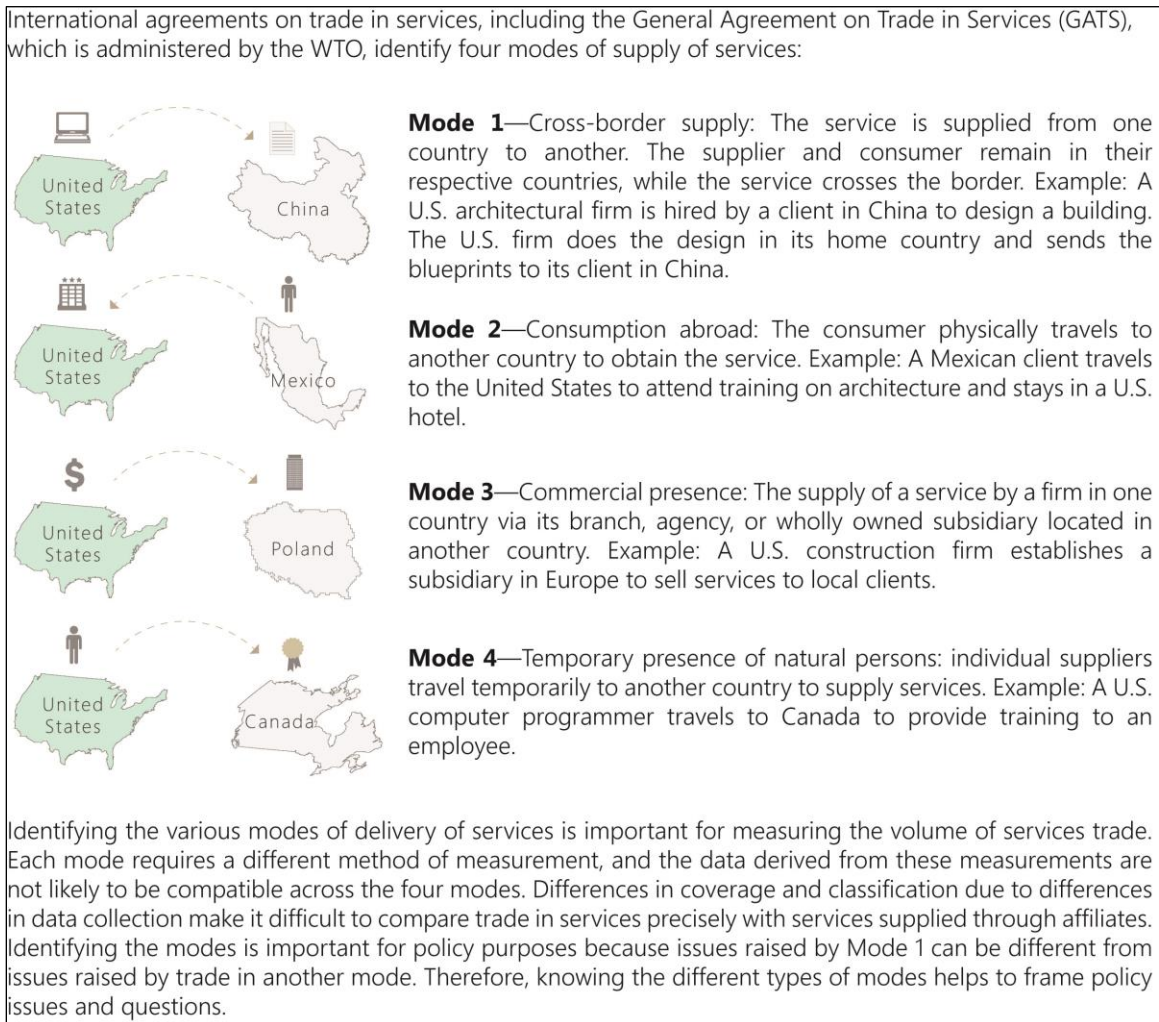 International agreements on trade in services, including the General Agreement on Trade in Services (GATS),
which is administered by the WTO, identify four modes of supply of services:
United
States
China
Mode 1—Cross-border supply: The service is supplied from one
country to another. The supplier and consumer remain in their
respective countries, while the service crosses the border. Example: A
U.S. architectural firm is hired by a client in China to design a building.
The U.S. firm does the design in its home country and sends the
blueprints to its client in China.
United
States
Mexico
Mode 2—Consumption abroad: The consumer physically travels to
another country to obtain the service. Example: A Mexican client travels
to the United States to attend training on architecture and stays in a U.S.
hotel.
$
United
States
Poland
Mode 3—Commercial presence: The supply of a service by a firm in one
country via its branch, agency, or wholly owned subsidiary located in
another country. Example: A U.S. construction firm establishes a
subsidiary in Europe to sell services to local clients.
United
States
Canada
Mode 4—Temporary presence of natural persons: individual suppliers
travel temporarily to another country to supply services. Example: A U.S.
computer programmer travels to Canada to provide training to an
employee.
Identifying the various modes of delivery of services is important for measuring the volume of services trade.
Each mode requires a different method of measurement, and the data derived from these measurements are
not likely to be compatible across the four modes. Differences in coverage and classification due to differences
in data collection make it difficult to compare trade in services precisely with services supplied through affiliates.
Identifying the modes is important for policy purposes because issues raised by Mode 1 can be different from
issues raised by trade in another mode. Therefore, knowing the different types of modes helps to frame policy
issues and questions.